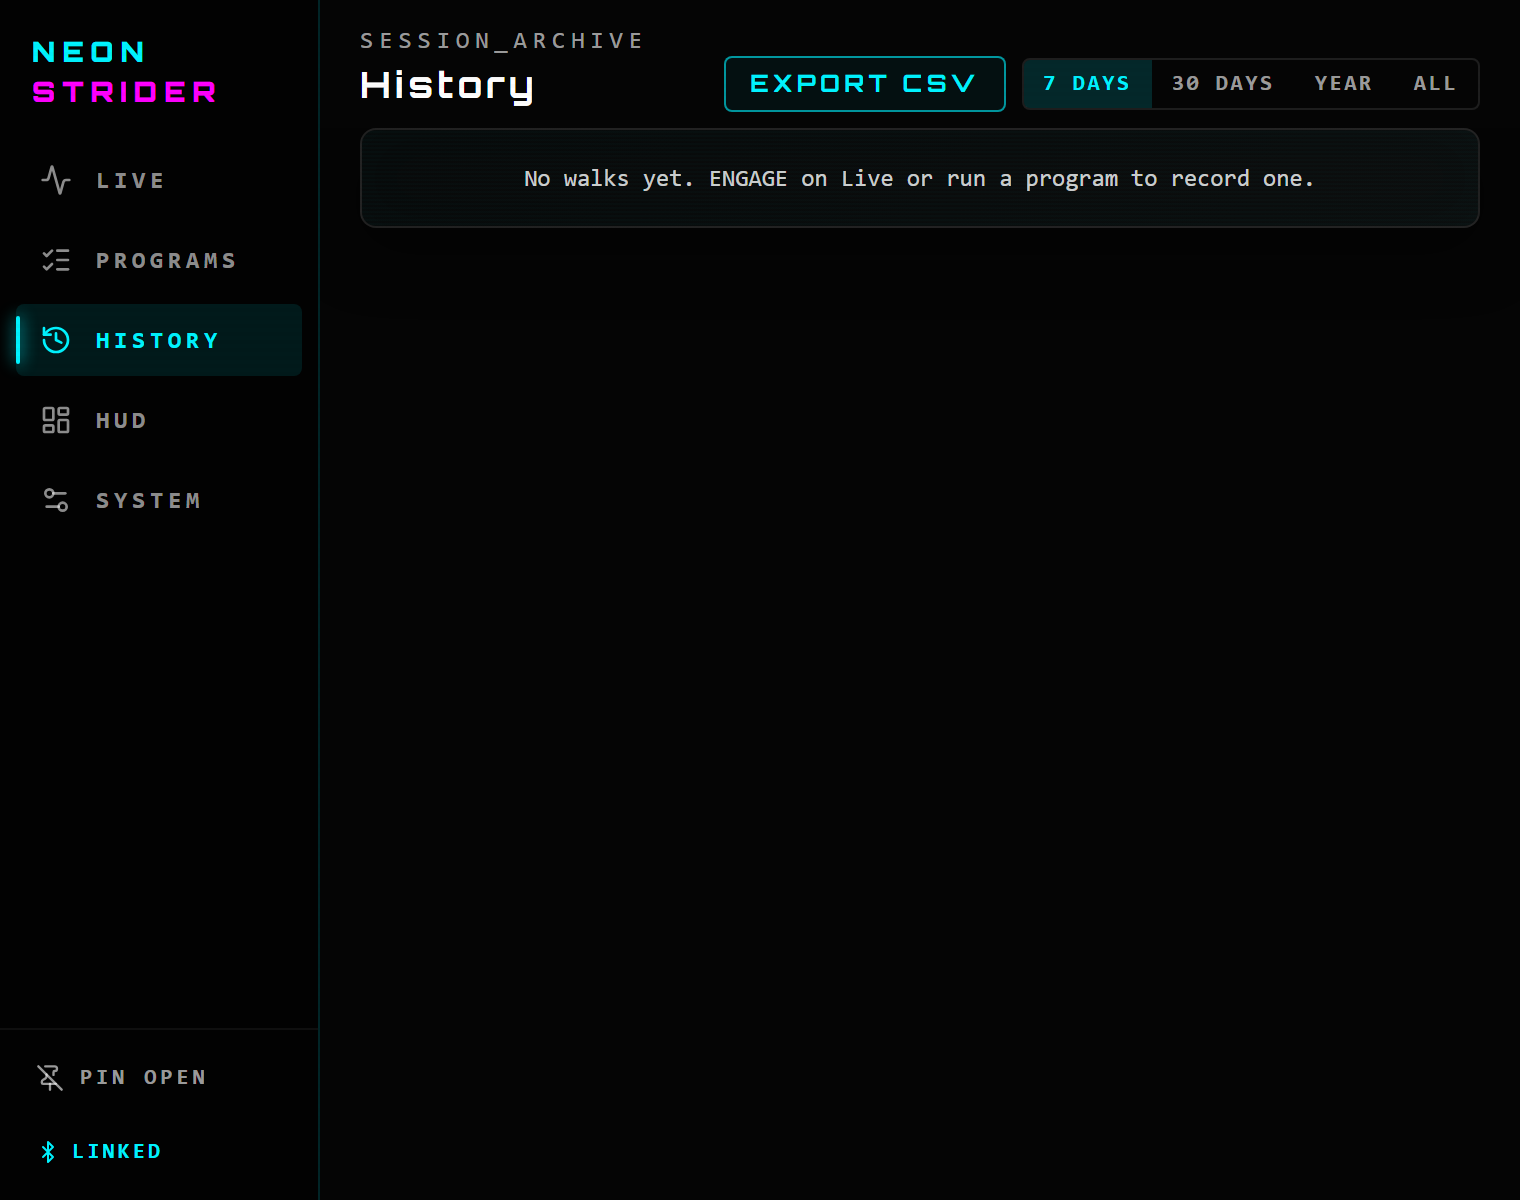 NEON
STRIDER
LIVE
PROGRAMS
HISTORY
HUD
SYSTEM
PIN OPEN
LINKED
SESSION_ARCHIVE
History
EXPORT CSV
7 DAYS
30 DAYS
YEAR
ALL
No walks yet. ENGAGE on Live or run a program to record one.